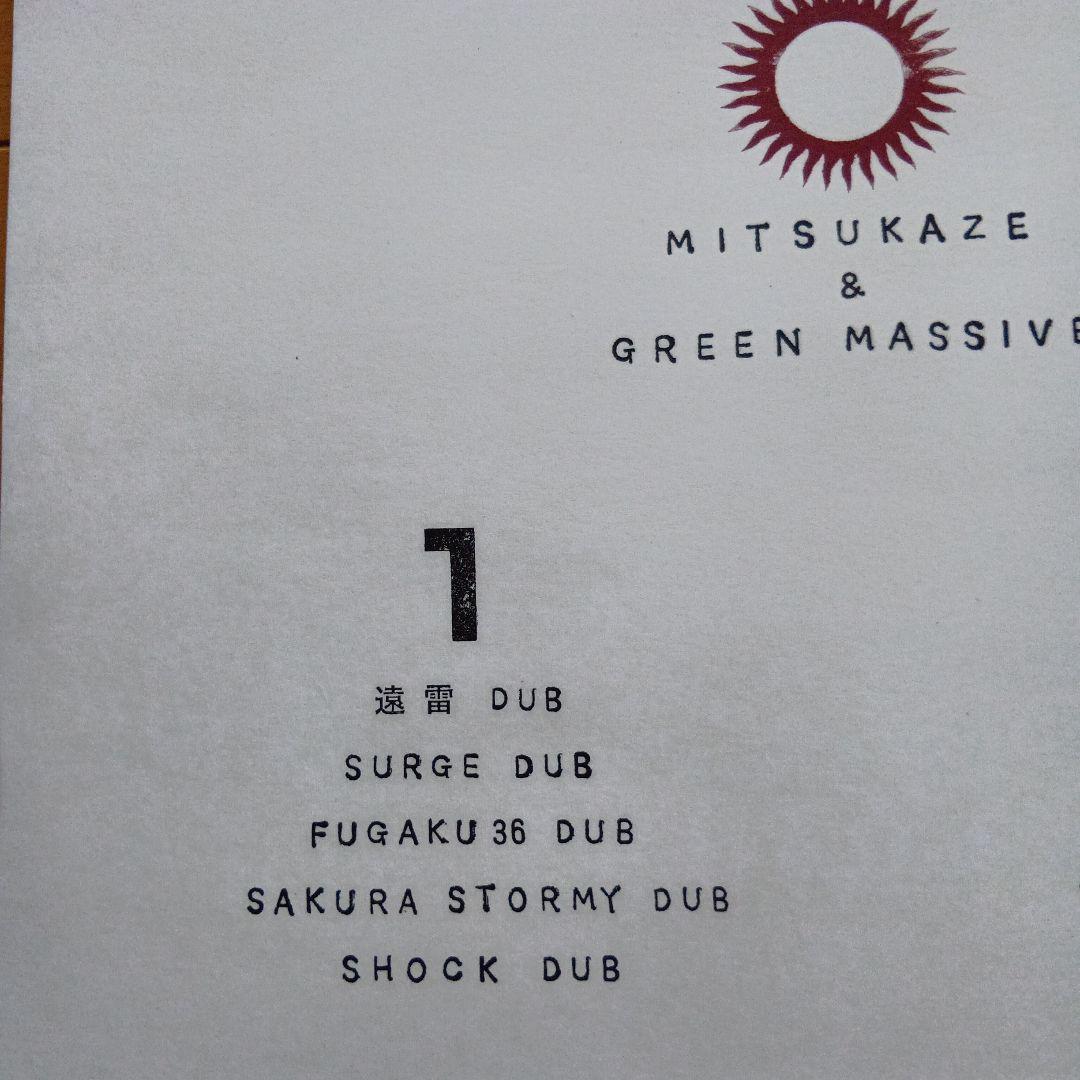 MITSUKAZE
&
GREEN MASSIVE
1
遠雷 DUB
SURGE DUB
FUGAKU 36 DUB
SAKURA STORMY DUB
SHOCK DUB